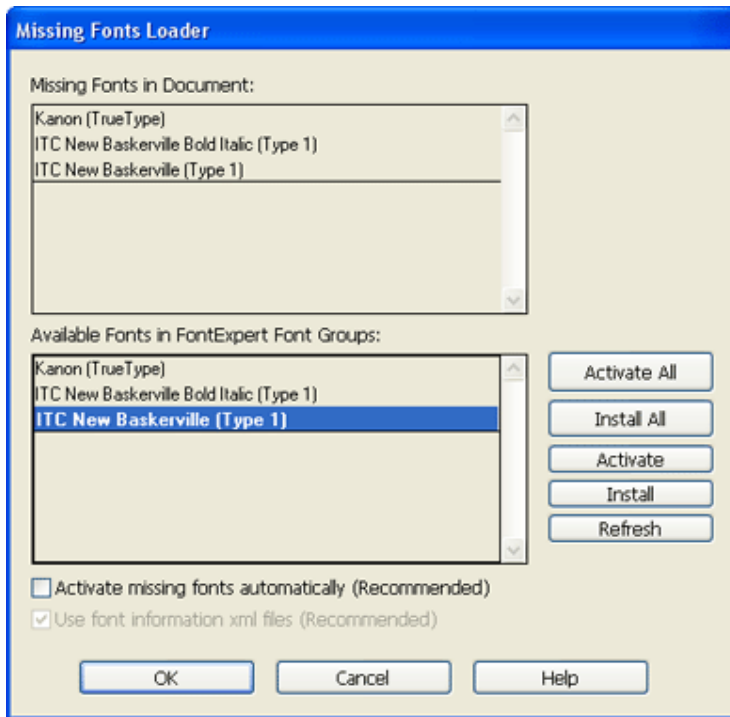 Missing Fonts Loader
Missing Fonts in Document:
Kanon (TrueType)
ITC New Baskerville Bold Italic (Type 1)
ITC New Baskerville (Type 1)
Available Fonts in FontExpert Font Groups:
Kanon (TrueType)
ITC New Baskerville Bold Italic (Type 1)
ITC New Baskerville (Type 1)
Activate All
Install All
Activate
Install
Refresh
Activate missing fonts automatically (Recommended)
Use font information xml files (Recommended)
OK Cancel Help